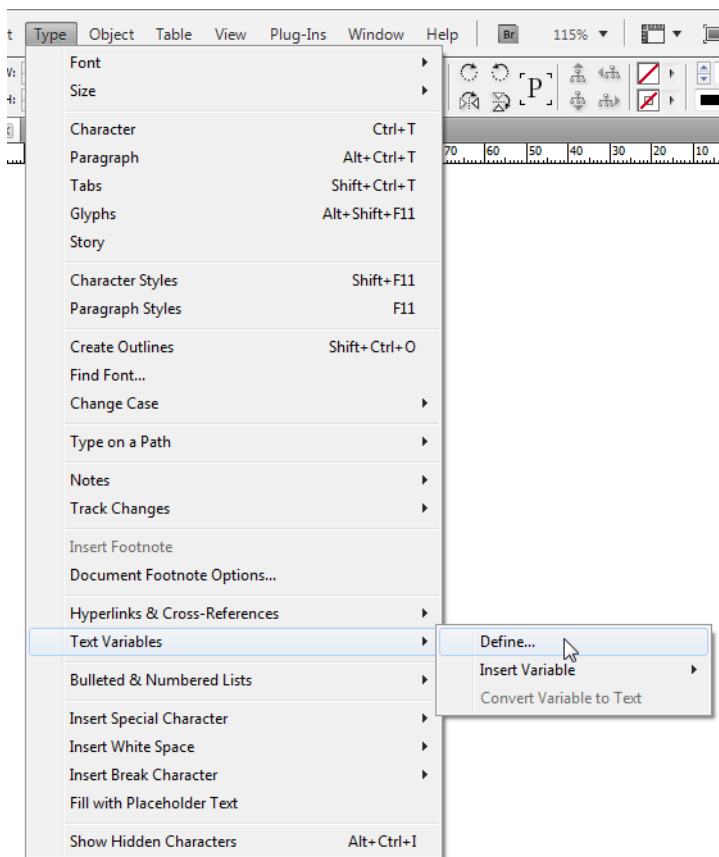 t Type Object Table View Plug-Ins Window Help Br 115%
W:
H:
P
70 60 50 40 30 20 10
Font
Size
Character Ctrl+T
Paragraph Alt+Ctrl+T
Tabs Shift+Ctrl+T
Glyphs Alt+Shift+F11
Story
Character Styles Shift+F11
Paragraph Styles F11
Create Outlines Shift+Ctrl+O
Find Font...
Change Case
Type on a Path
Notes
Track Changes
Insert Footnote
Document Footnote Options...
Hyperlinks & Cross-References
Text Variables
Define...
Insert Variable
Convert Variable to Text
Bulleted & Numbered Lists
Insert Special Character
Insert White Space
Insert Break Character
Fill with Placeholder Text
Show Hidden Characters Alt+Ctrl+I